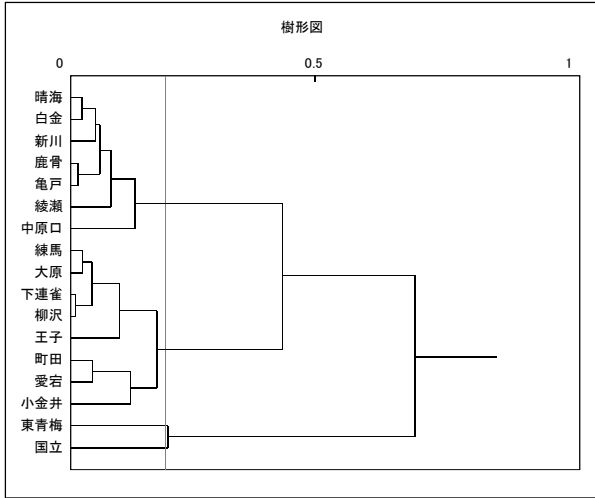 樹形図
0 0.5 1
晴海
白金
新川
鹿骨
亀戸
綾瀬
中原口
練馬
大原
下連雀
柳沢
王子
町田
愛宕
小金井
東青梅
国立